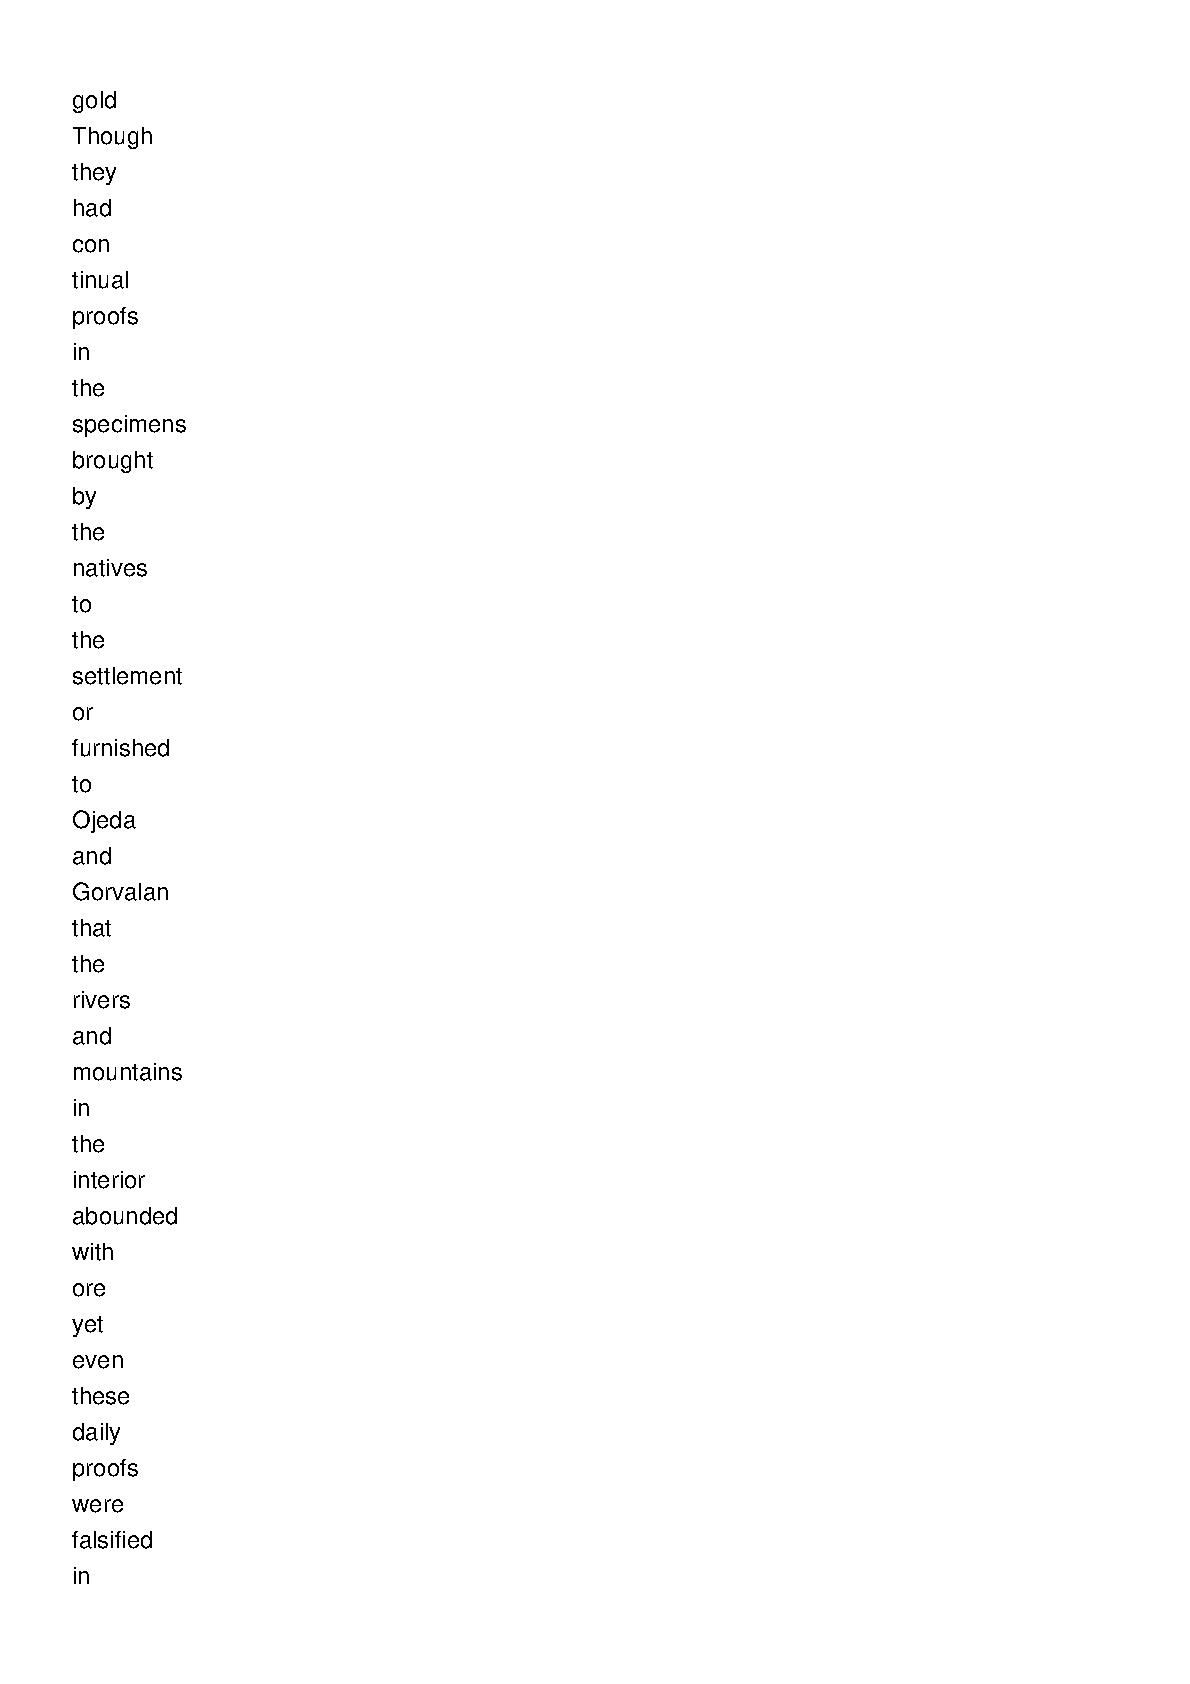 gold
Though
they
had
con
tinual
proofs
in
the
specimens
brought
by
the
natives
to
the
settlement
or
furnished
to
Ojeda
and
Gorvalan
that
the
rivers
and
mountains
in
the
interior
abounded
with
ore
yet
even
these
daily
proofs
were
falsified
in